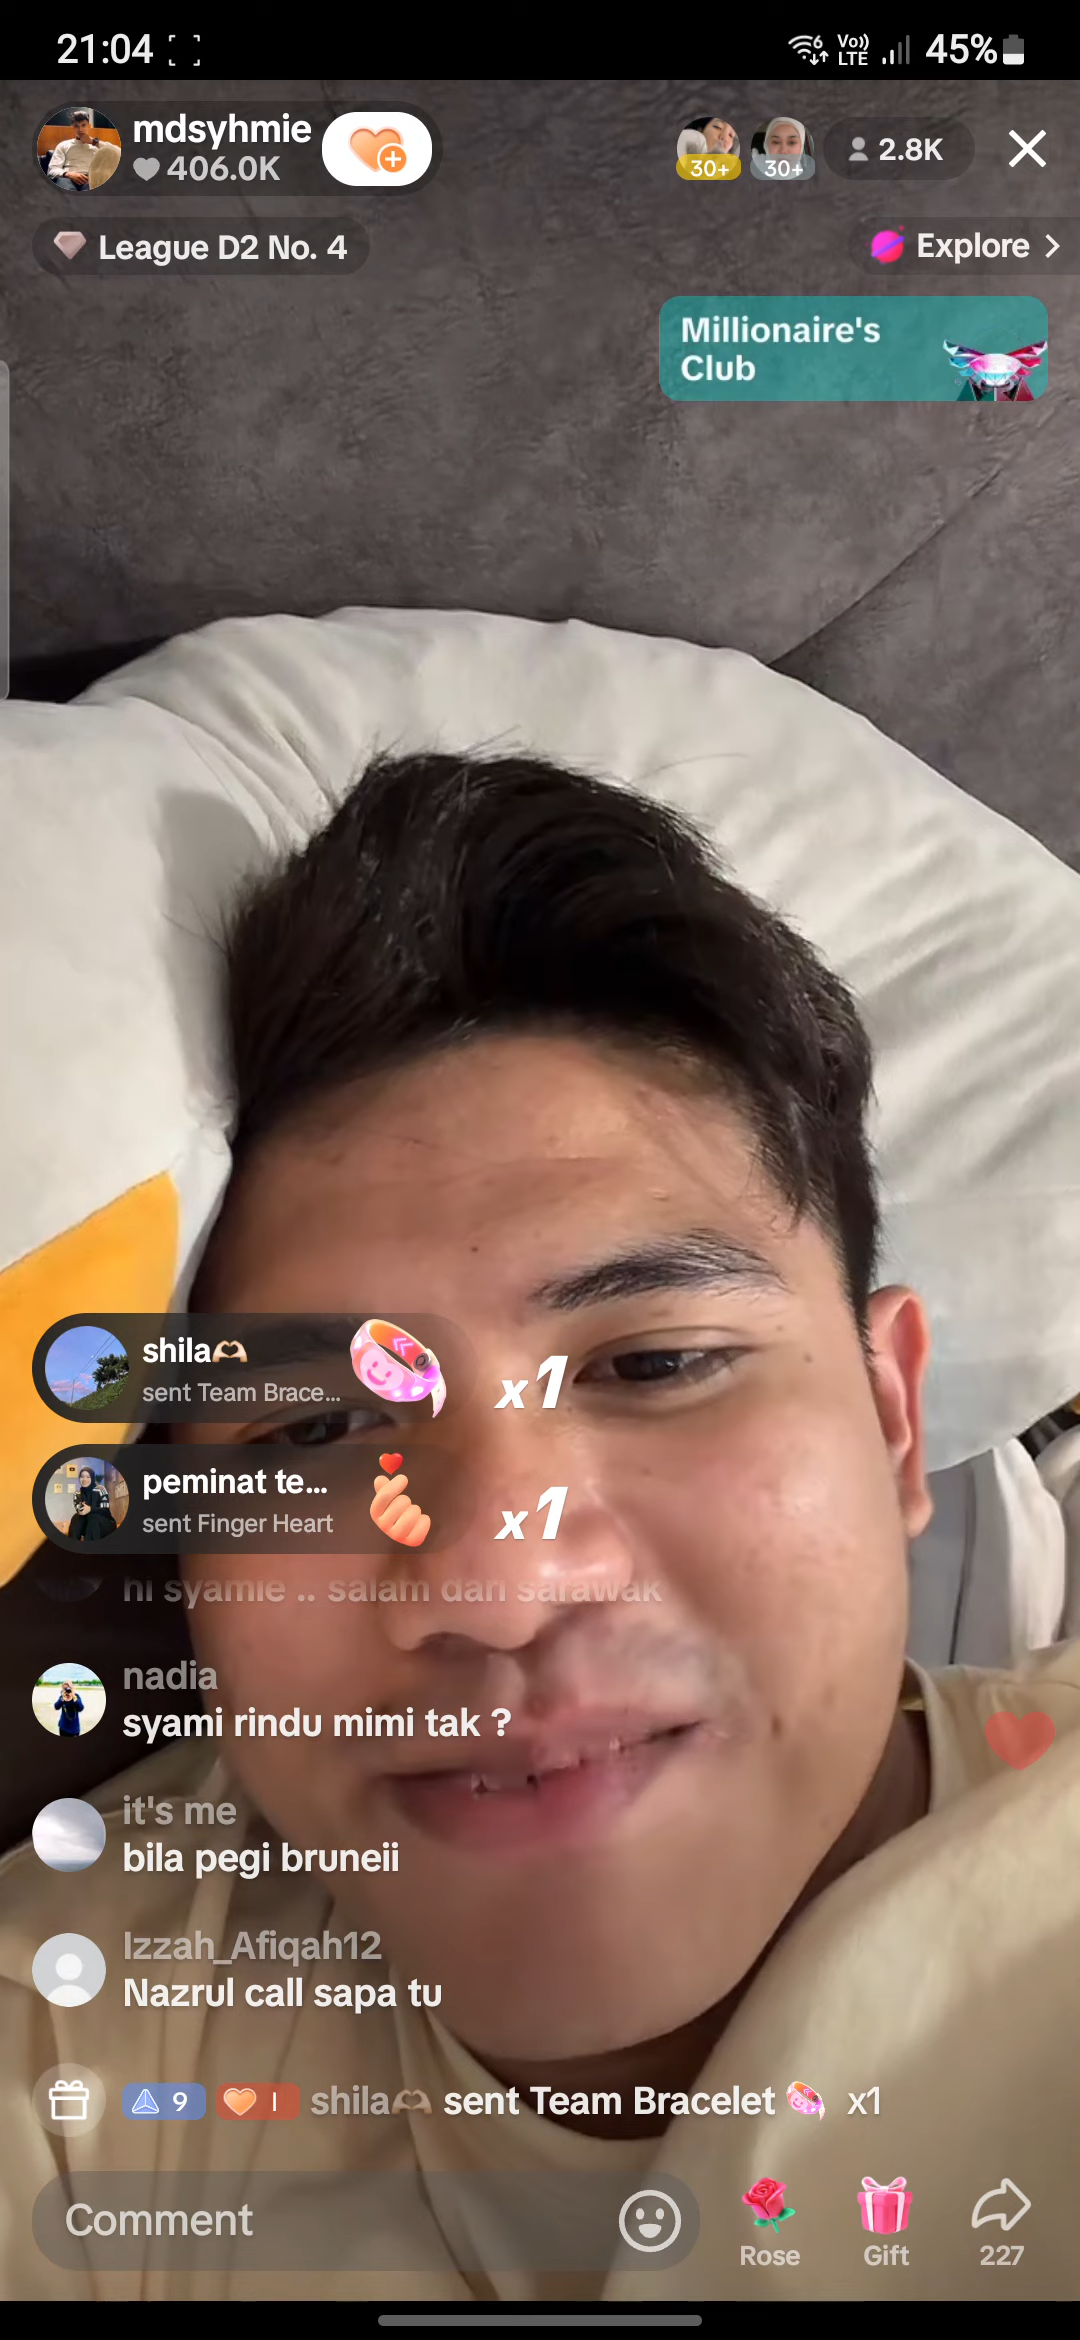 21:04
Vo)) LTE
45%
mdsyhmie
406.0K
30+
30+
2.8K
League D2 No. 4
Explore
Millionaire's
Club
shila
sent Team Brace...
x1
peminat te...
sent Finger Heart
x1
hi syamie .. salam dari sarawak
nadia
syami rindu mimi tak ?
it's me
bila pegi bruneii
Izzah_Afiqah12
Nazrul call sapa tu
9 I shila sent Team Bracelet x1
Comment
Rose
Gift
227